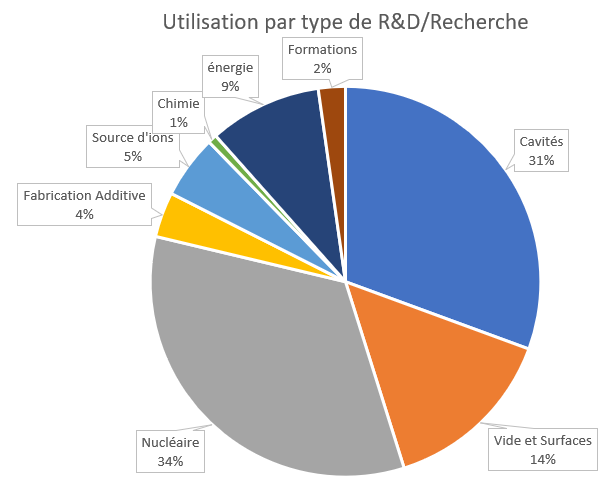 Utilisation par type de R&D/Recherche
Formations
2%
énergie
9%
Chimie
1%
Source d'ions
5%
Fabrication Additive
4%
Cavités
31%
Vide et Surfaces
14%
Nucléaire
34%